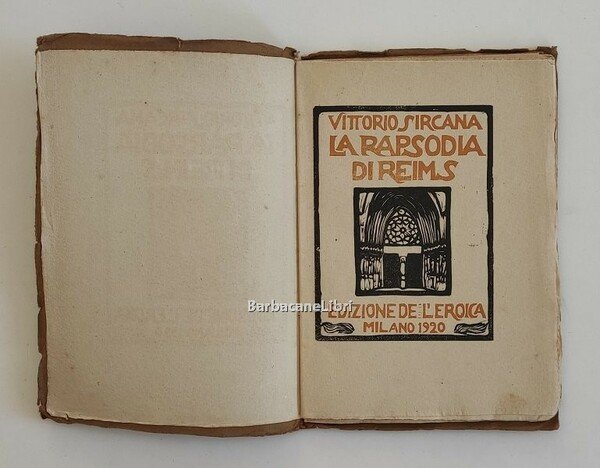 VITTORIO SIRCANA
LA RAPSODIA
DI REIMS
BarbacaneLibri
EDIZIONE DE L'EROICA
MILANO 1920